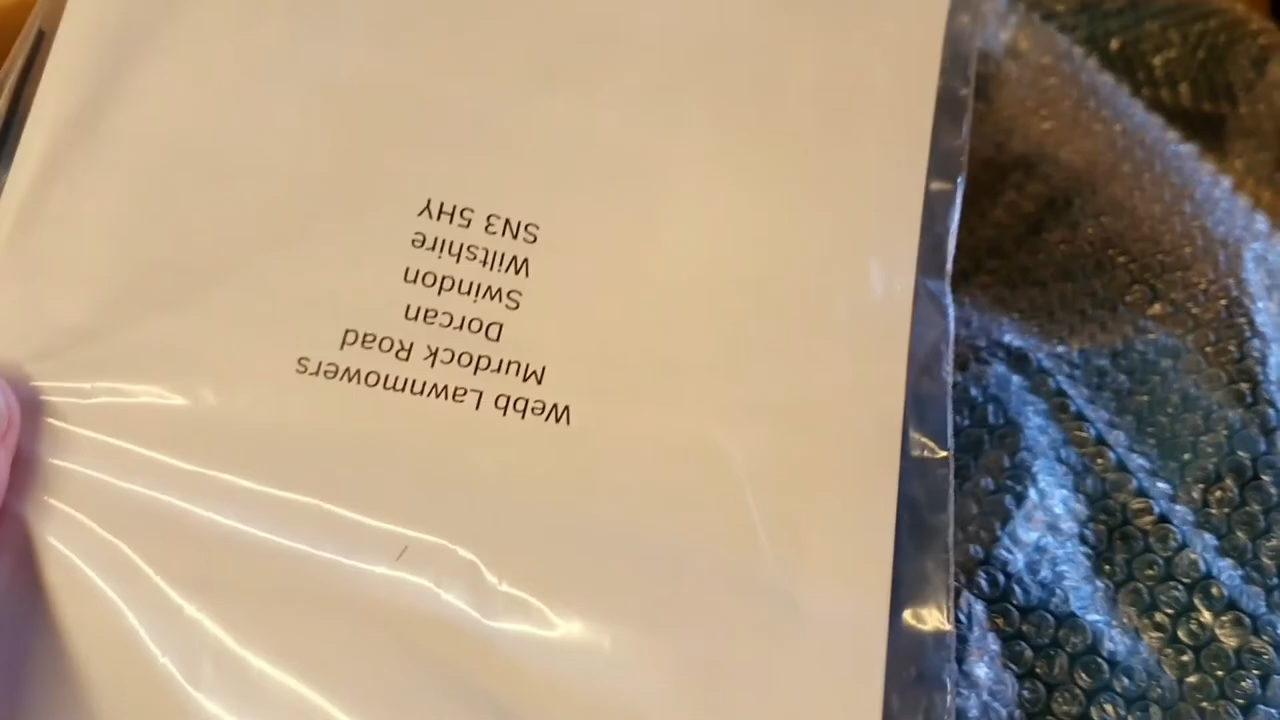 Webb Lawnmowers
Murdock Road
Dorcan
Swindon
Wiltshire
SN3 5HY